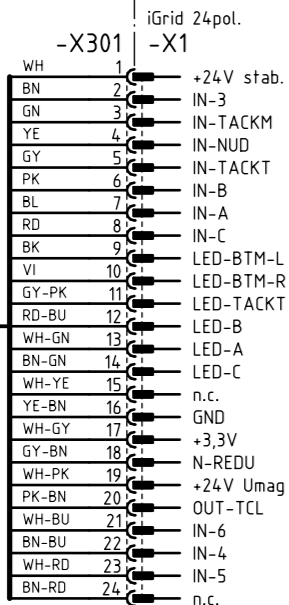 iGrid 24pol.
-X301 -X1
WH 1 +24V stab.
BN 2 IN-3
GN 3 IN-TACKM
YE 4 IN-NUD
GY 5 IN-TACKT
PK 6 IN-B
BL 7 IN-A
RD 8 IN-C
BK 9 LED-BTM-L
VI 10 LED-BTM-R
GY-PK 11 LED-TACKT
RD-BU 12 LED-B
WH-GN 13 LED-A
BN-GN 14 LED-C
WH-YE 15 n.c.
YE-BN 16 GND
WH-GY 17 +3,3V
GY-BN 18 N-REDU
WH-PK 19 +24V Umag
PK-BN 20 OUT-TCL
WH-BU 21 IN-6
BN-BU 22 IN-4
WH-RD 23 IN-5
BN-RD 24 n.c.